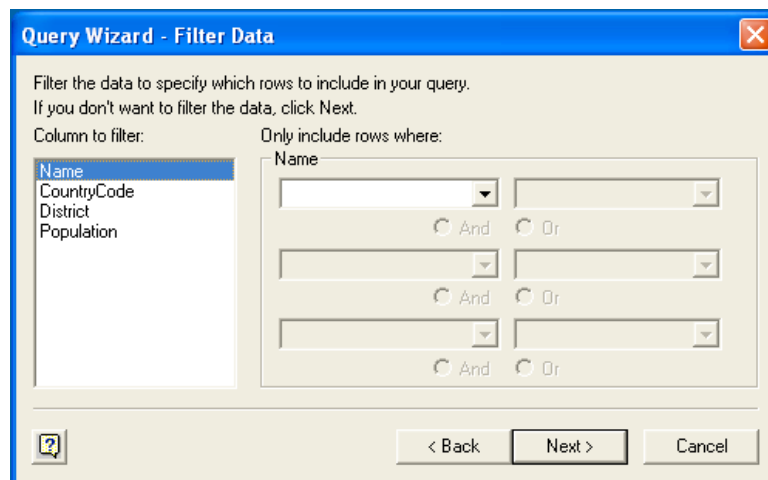 Query Wizard - Filter Data
Filter the data to specify which rows to include in your query.
If you don't want to filter the data, click Next.
Column to filter:
Only include rows where:
Name
Name
CountryCode
District
Population
And Or
And Or
And Or
?
< Back
Next >
Cancel